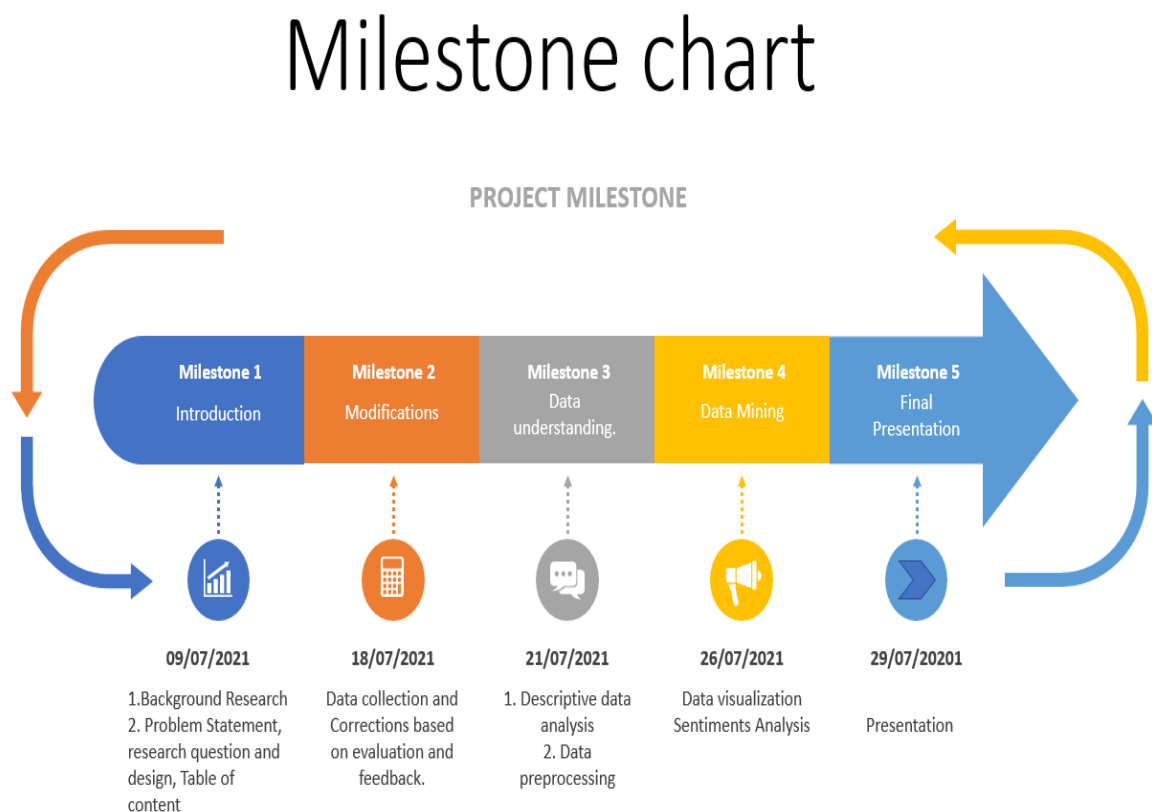 Milestone chart
PROJECT MILESTONE
Milestone 1
Introduction
Milestone 2
Modifications
Milestone 3
Data
understanding.
Milestone 4
Data Mining
Milestone 5
Final
Presentation
09/07/2021
1.Background Research
2. Problem Statement,
research question and
design, Table of
content
18/07/2021
Data collection and
Corrections based
on evaluation and
feedback.
21/07/2021
1. Descriptive data
analysis
2. Data
preprocessing
26/07/2021
Data visualization
Sentiments Analysis
29/07/20201
Presentation